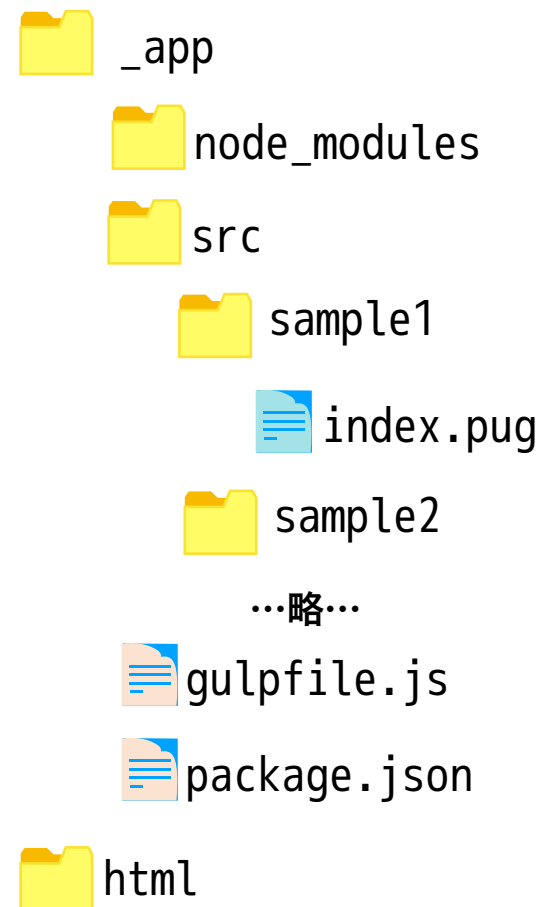 _app
node_modules
src
sample1
index.pug
sample2
…略…
gulpfile.js
package.json
html